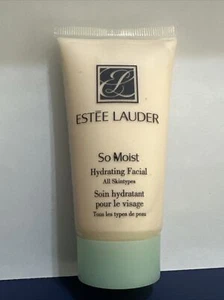 ESTĒE LAUDER
So Moist
Hydrating Facial
All Skintypes
Soin hydratant
pour le visage
Tous les types de peau